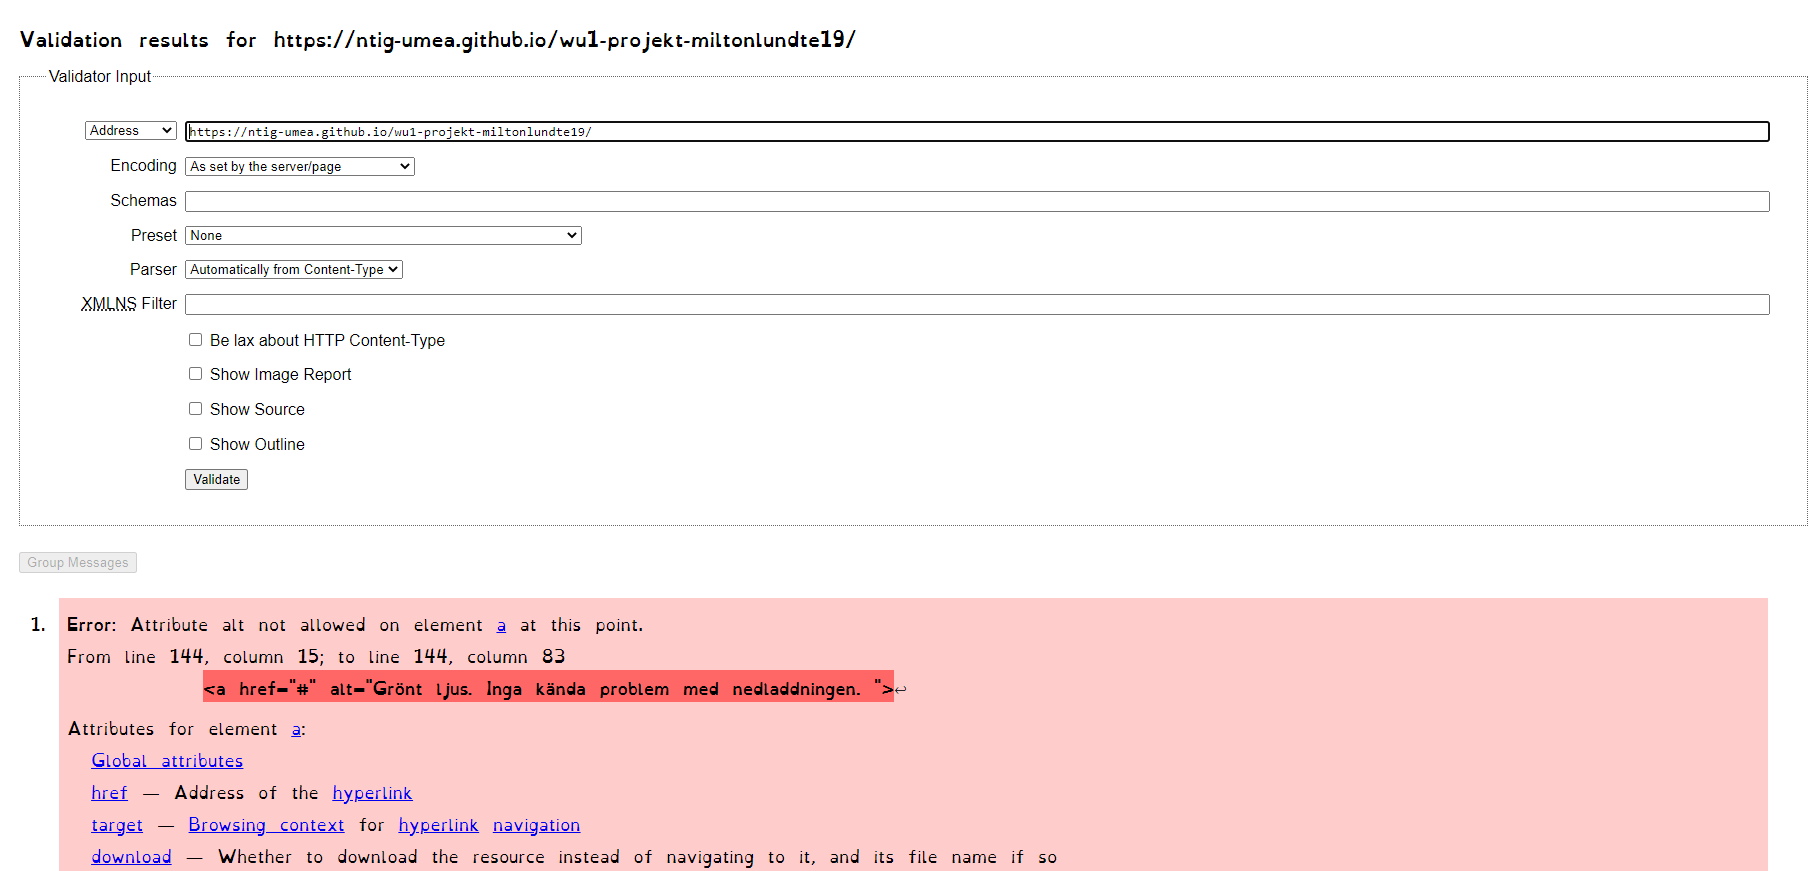 Validation results for https://ntig-umea.github.io/wu1-projekt-miltonlundte19/
Validator Input
Address https://ntig-umea.github.io/wu1-projekt-miltonlundte19/
Encoding As set by the server/page
Schemas
Preset None
Parser Automatically from Content-Type
XMLNS Filter
Be lax about HTTP Content-Type
Show Image Report
Show Source
Show Outline
Validate
Group Messages
1. Error: Attribute alt not allowed on element a at this point.
From line 144, column 15; to line 144, column 83
<a href="#" alt="Grönt ljus. Inga kända problem med nedladdningen. ">↩
Attributes for element a:
Global attributes
href — Address of the hyperlink
target — Browsing context for hyperlink navigation
download — Whether to download the resource instead of navigating to it, and its file name if so